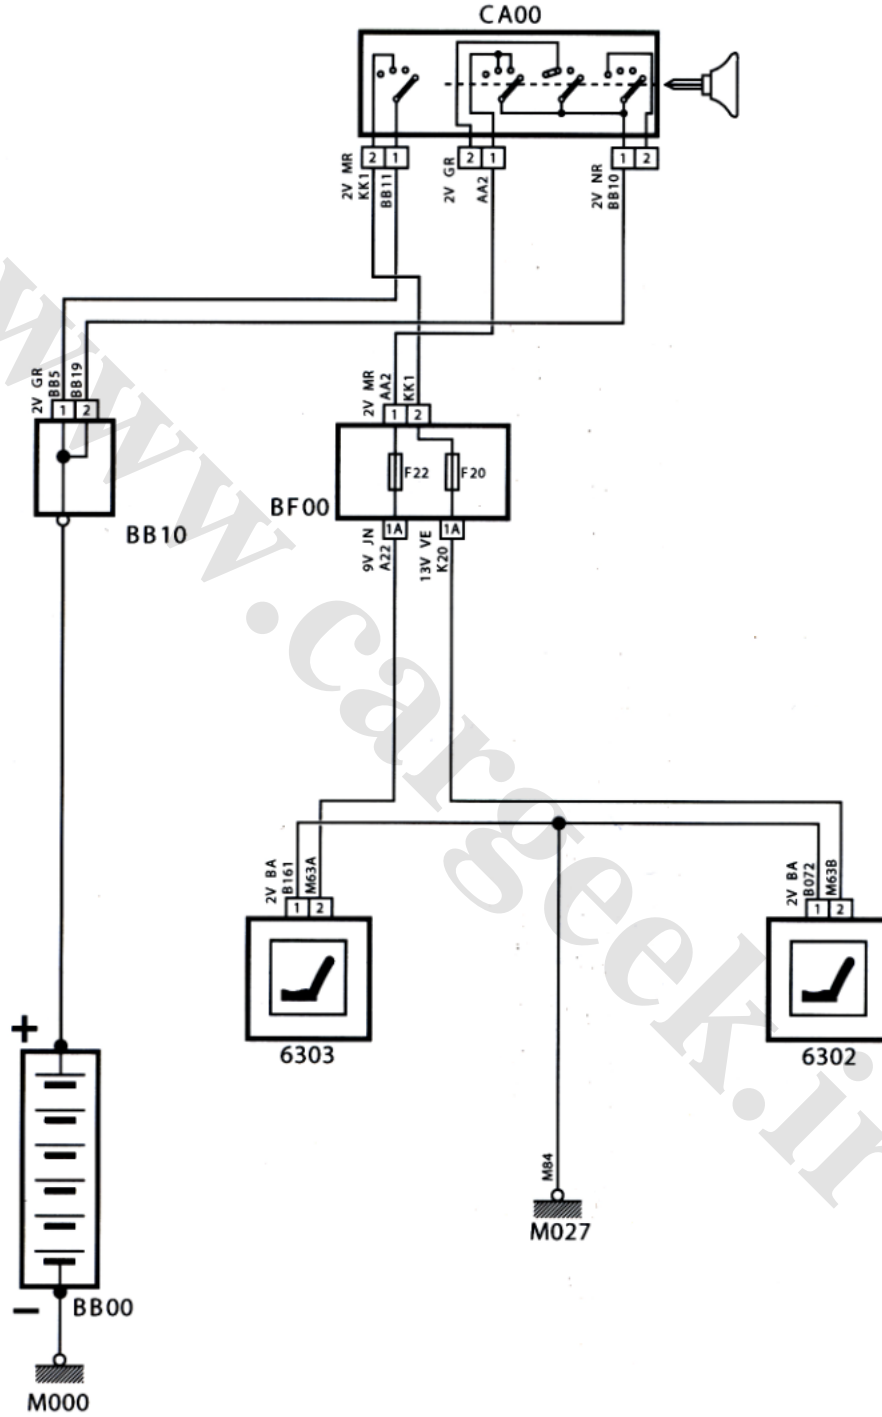 CA00
2 1
2V MR
KK1
BB11
2 1
2V GR
AA2
1 2
2V NR
BB10
2V GR
BB5
BB19
1 2
BB10
2V MR
AA2
KK1
1 2
F22
F20
BF00
1A
1A
9V JN
A22
13V VE
K20
2V BA
B161
M63A
1 2
6303
2V BA
B072
M63B
1 2
6302
M84
M027
+
−
BB00
M000
www.cargeek.ir